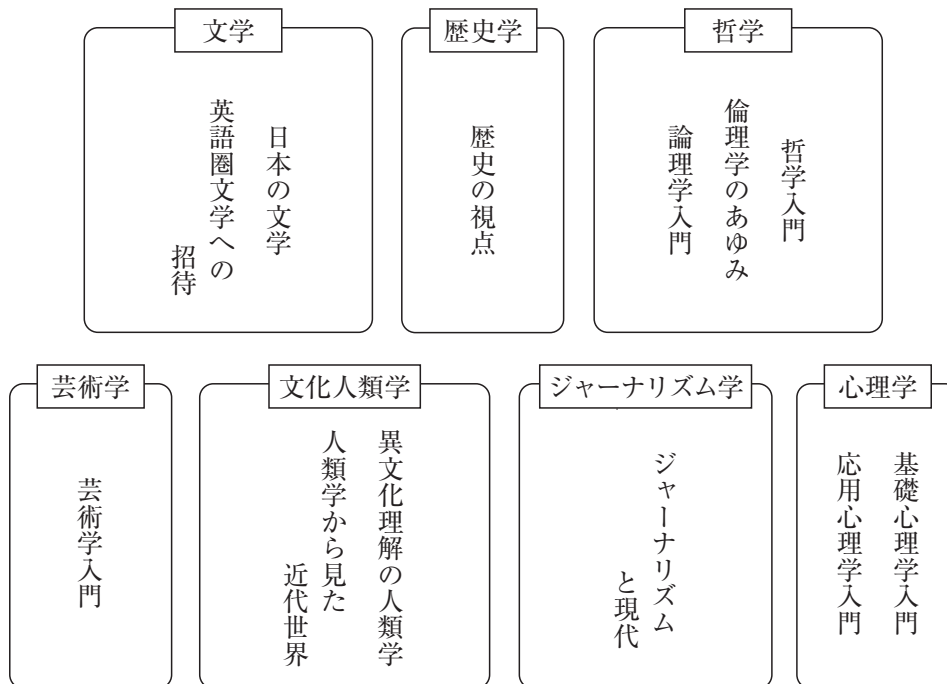 文学
日本の文学
英語圏文学への
招待
歴史学
歴史の視点
哲学
哲学入門
倫理学のあゆみ
論理学入門
芸術学
芸術学入門
文化人類学
異文化理解の人類学
人類学から見た
近代世界
ジャーナリズム学
ジャーナリズム
と現代
心理学
基礎心理学入門
応用心理学入門